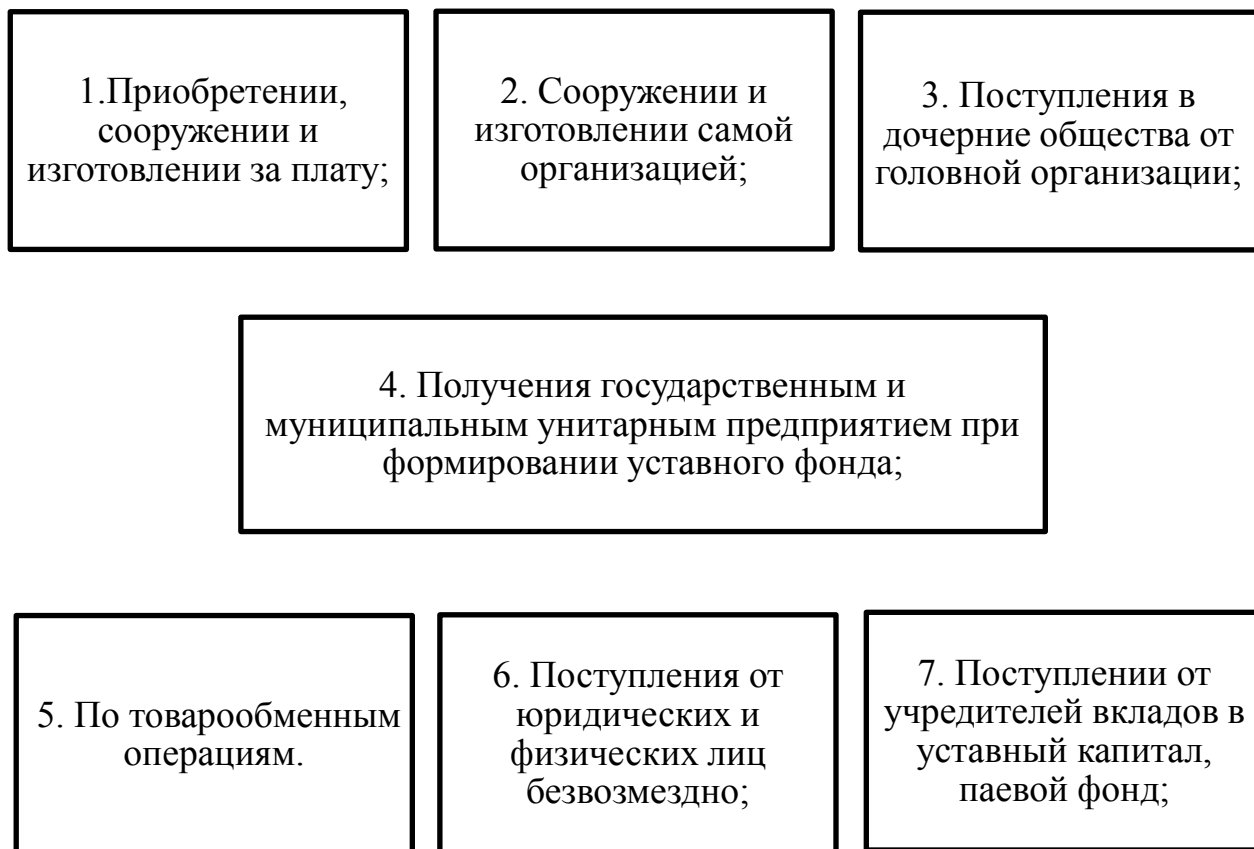 1.Приобретении,
сооружении и
изготовлении за плату;
2. Сооружении и
изготовлении самой
организацией;
3. Поступления в
дочерние общества от
головной организации;
4. Получения государственным и
муниципальным унитарным предприятием при
формировании уставного фонда;
5. По товарообменным
операциям.
6. Поступления от
юридических и
физических лиц
безвозмездно;
7. Поступлении от
учредителей вкладов в
уставный капитал,
паевой фонд;